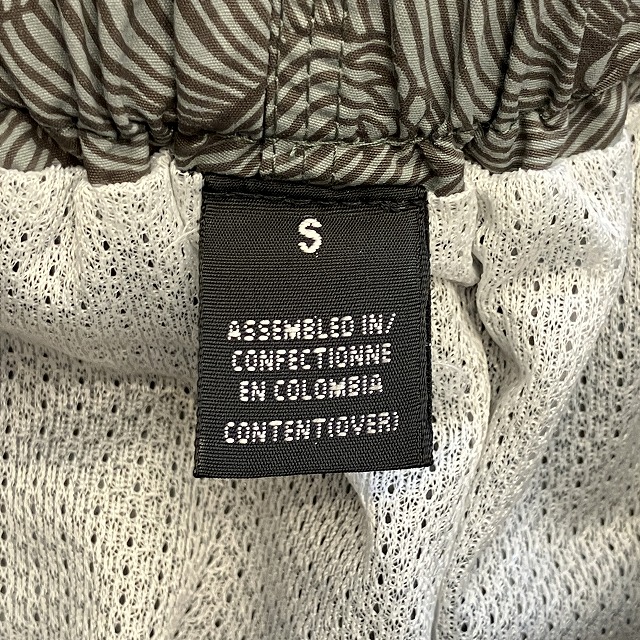 S
ASSEMBLED IN/
CONFECTIONNE
EN COLOMBIA
CONTENT(OVER)